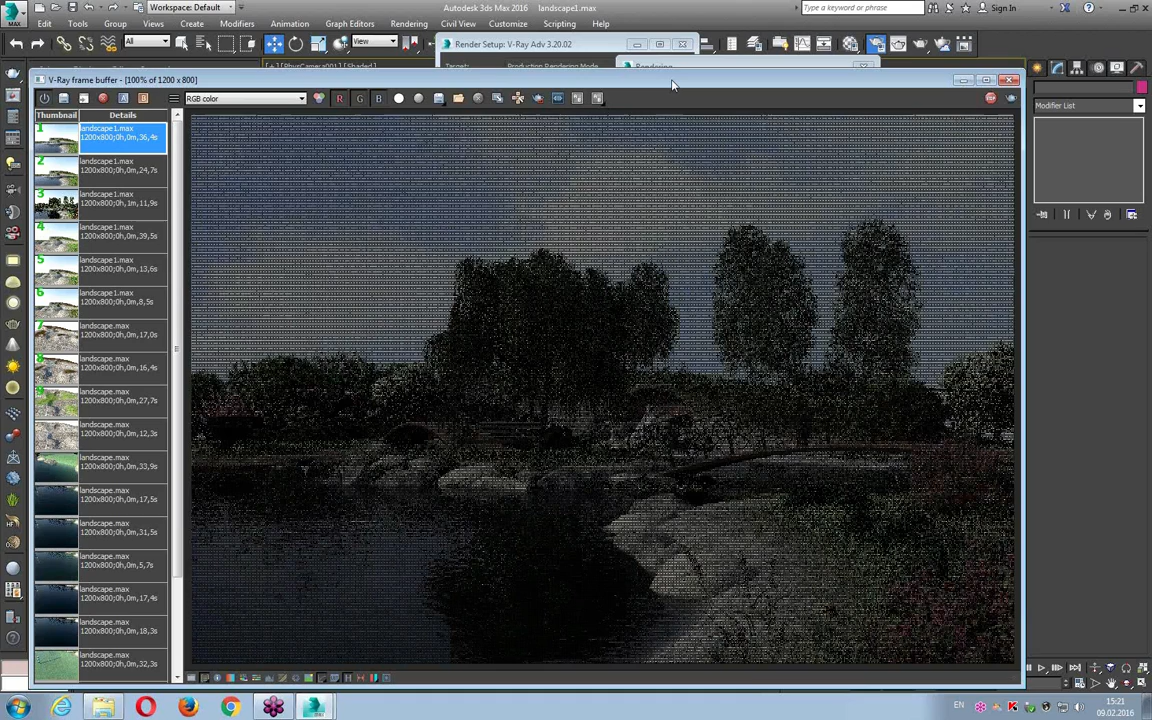 Workspace: Default
Autodesk 3ds Max 2016 landscape1.max
Type a keyword or phrase
Sign In
Edit Tools Group Views Create Modifiers Animation Graph Editors Rendering Civil View Customize Scripting Help
All
View
Render Setup: V-Ray Adv 3.20.02
V-Ray frame buffer - [100% of 1200 x 800]
RGB color
R G B
Modifier List
Thumbnail Details
1 landscape1.max
1200x800;0h,0m,36,4s
2 landscape1.max
1200x800;0h,0m,24,7s
3 landscape1.max
1200x800;0h,1m,11,9s
4 landscape1.max
1200x800;0h,0m,39,5s
5 landscape1.max
1200x800;0h,0m,13,6s
6 landscape1.max
1200x800;0h,0m,8,5s
7 landscape.max
1200x800;0h,0m,17,0s
8 landscape.max
1200x800;0h,0m,16,4s
landscape.max
1200x800;0h,0m,27,7s
landscape.max
1200x800;0h,0m,12,3s
landscape.max
1200x800;0h,0m,33,9s
landscape.max
1200x800;0h,0m,17,5s
landscape.max
1200x800;0h,0m,31,5s
landscape.max
1200x800;0h,0m,5,7s
landscape.max
1200x800;0h,0m,17,4s
landscape.max
1200x800;0h,0m,18,3s
landscape.max
1200x800;0h,0m,32,3s
EN
15:21
09.02.2016